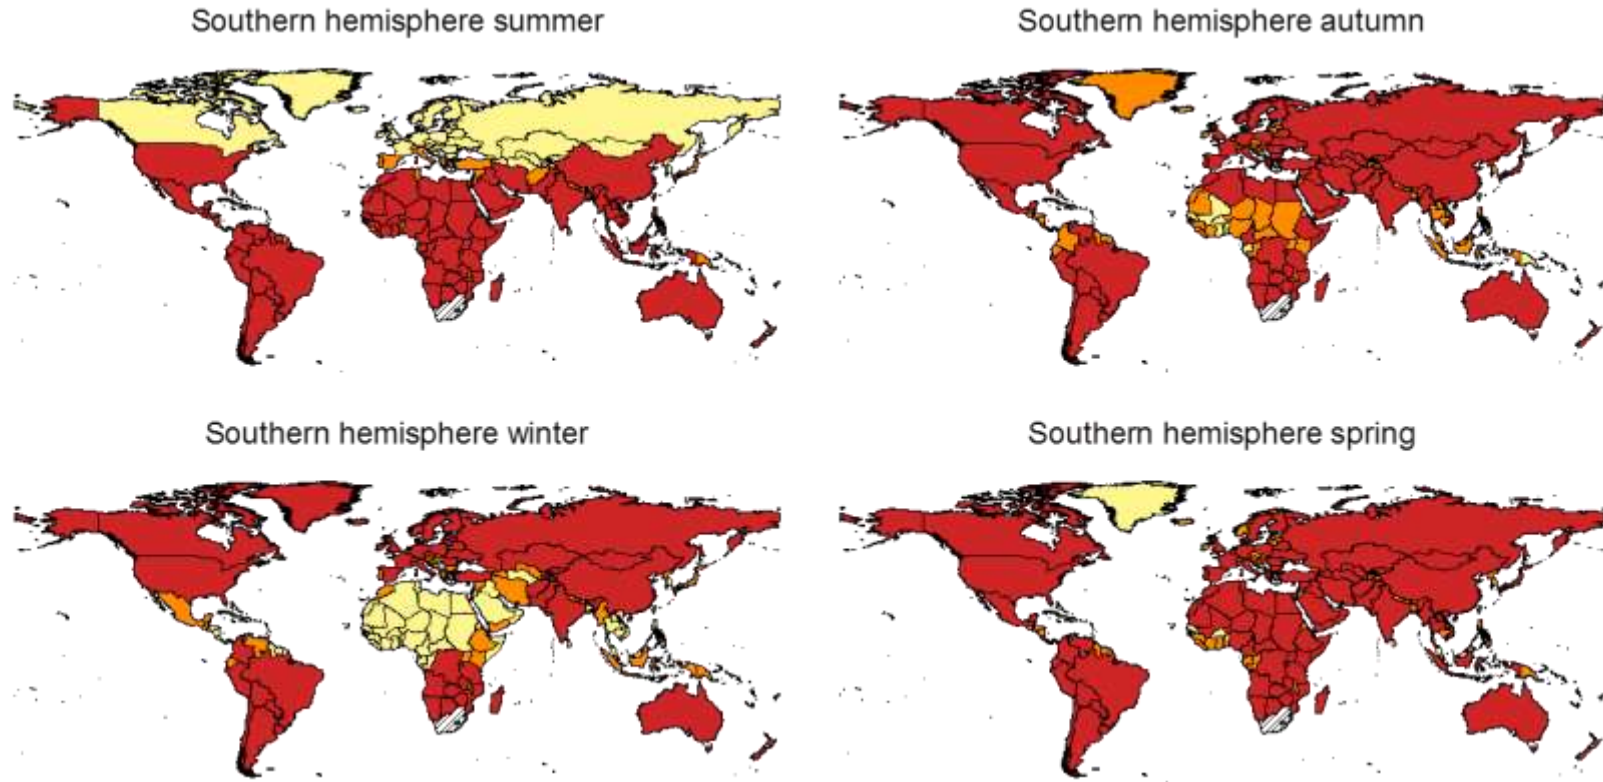 Southern hemisphere summer
Southern hemisphere autumn
Southern hemisphere winter
Southern hemisphere spring